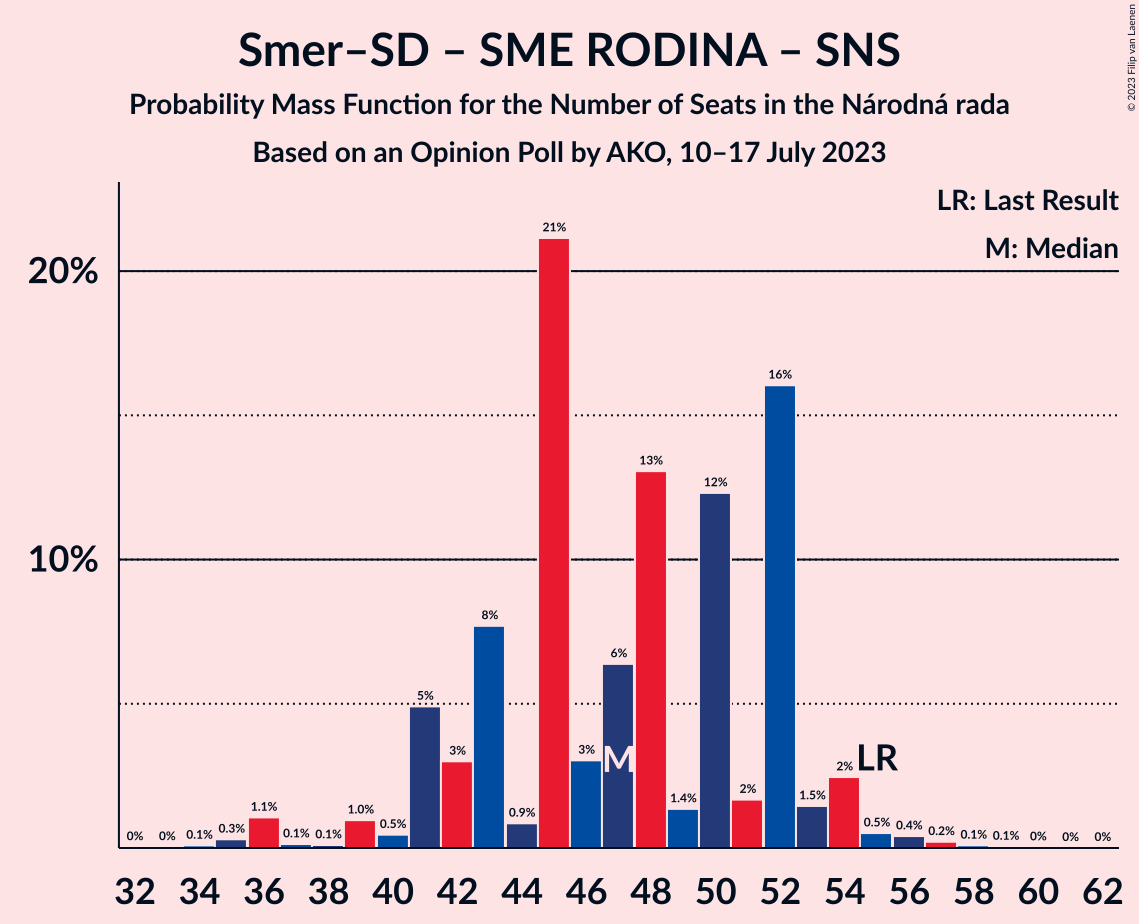 © 2023 Filip van Laenen
Smer–SD – SME RODINA – SNS
Probability Mass Function for the Number of Seats in the Národná rada
Based on an Opinion Poll by AKO, 10–17 July 2023
LR: Last Result
M: Median
20%
10%
0% 0% 0.1% 0.3% 1.1% 0.1% 0.1% 1.0% 0.5% 5% 3% 8% 0.9% 21% 3% 6% 13% 1.4% 12% 2% 16% 1.5% 2% 0.5% 0.4% 0.2% 0.1% 0.1% 0% 0% 0%
M
LR
32 34 36 38 40 42 44 46 48 50 52 54 56 58 60 62